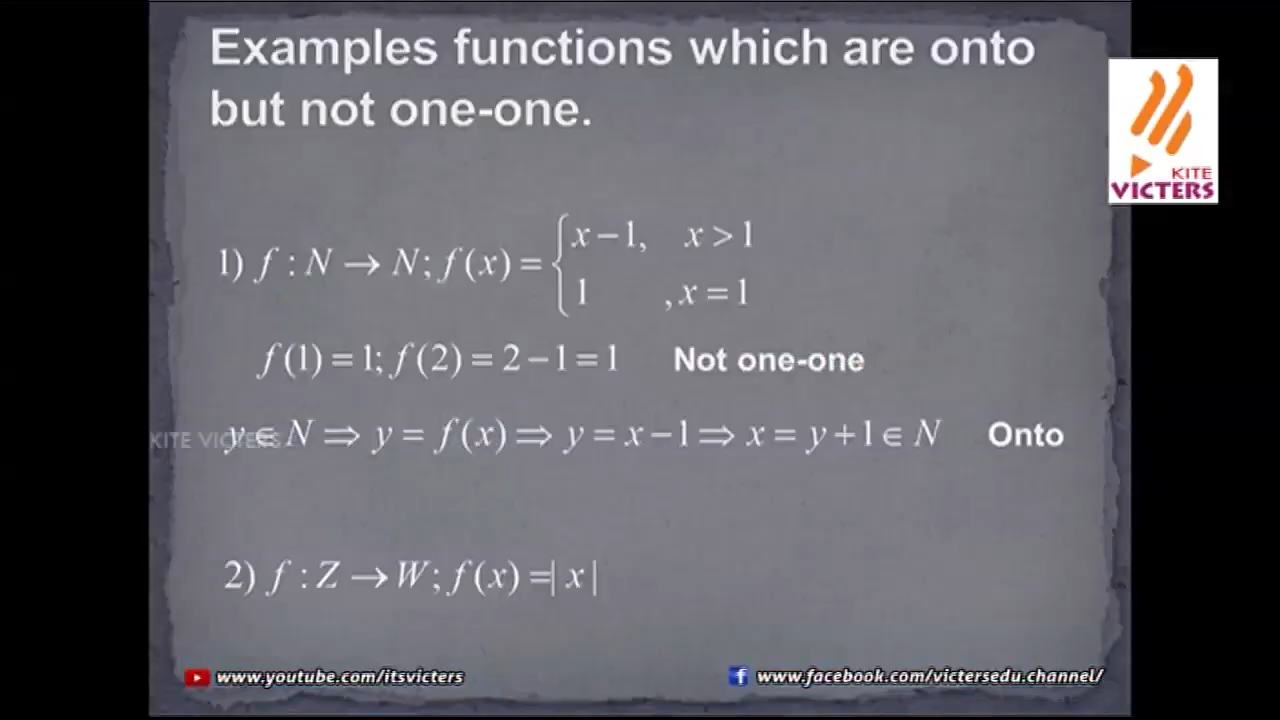 Examples functions which are onto
but not one-one.
KITE
VICTERS
1) f : N → N; f(x) = { x − 1, x > 1
1 , x = 1
f(1) = 1; f(2) = 2 − 1 = 1 Not one-one
y ∈ N ⇒ y = f(x) ⇒ y = x − 1 ⇒ x = y + 1 ∈ N Onto
KITE VICTERS
2) f : Z → W; f(x) = | x |
www.youtube.com/itsvicters
www.facebook.com/victersedu.channel/